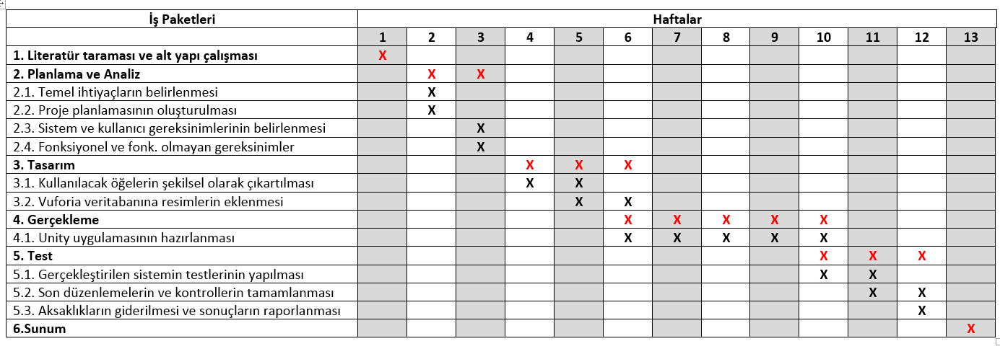 İş Paketleri Haftalar
1 2 3 4 5 6 7 8 9 10 11 12 13
1. Literatür taraması ve alt yapı çalışması X
2. Planlama ve Analiz X X
2.1. Temel ihtiyaçların belirlenmesi X
2.2. Proje planlamasının oluşturulması X
2.3. Sistem ve kullanıcı gereksinimlerinin belirlenmesi X
2.4. Fonksiyonel ve fonk. olmayan gereksinimler X
3. Tasarım X X X
3.1. Kullanılacak öğelerin şekilsel olarak çıkartılması X X
3.2. Vuforia veritabanına resimlerin eklenmesi X X
4. Gerçekleme X X X X X
4.1. Unity uygulamasının hazırlanması X X X X X
5. Test X X X
5.1. Gerçekleştirilen sistemin testlerinin yapılması X X
5.2. Son düzenlemelerin ve kontrollerin tamamlanması X X
5.3. Aksaklıkların giderilmesi ve sonuçların raporlanması X
6.Sunum X